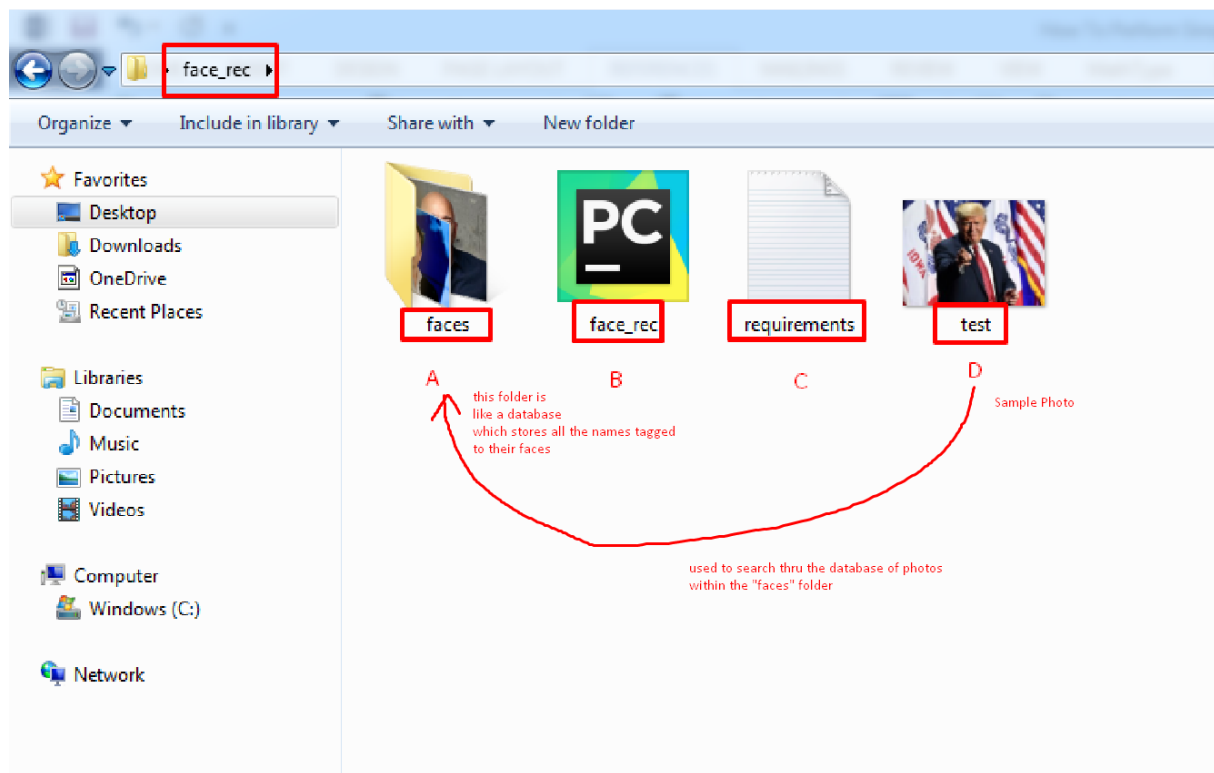 face_rec
Organize
Include in library
Share with
New folder
Favorites
Desktop
Downloads
OneDrive
Recent Places
Libraries
Documents
Music
Pictures
Videos
Computer
Windows (C:)
Network
PC
IOWA
faces
face_rec
requirements
test
A
B
C
D
this folder is
like a database
which stores all the names tagged
to their faces
Sample Photo
used to search thru the database of photos
within the "faces" folder